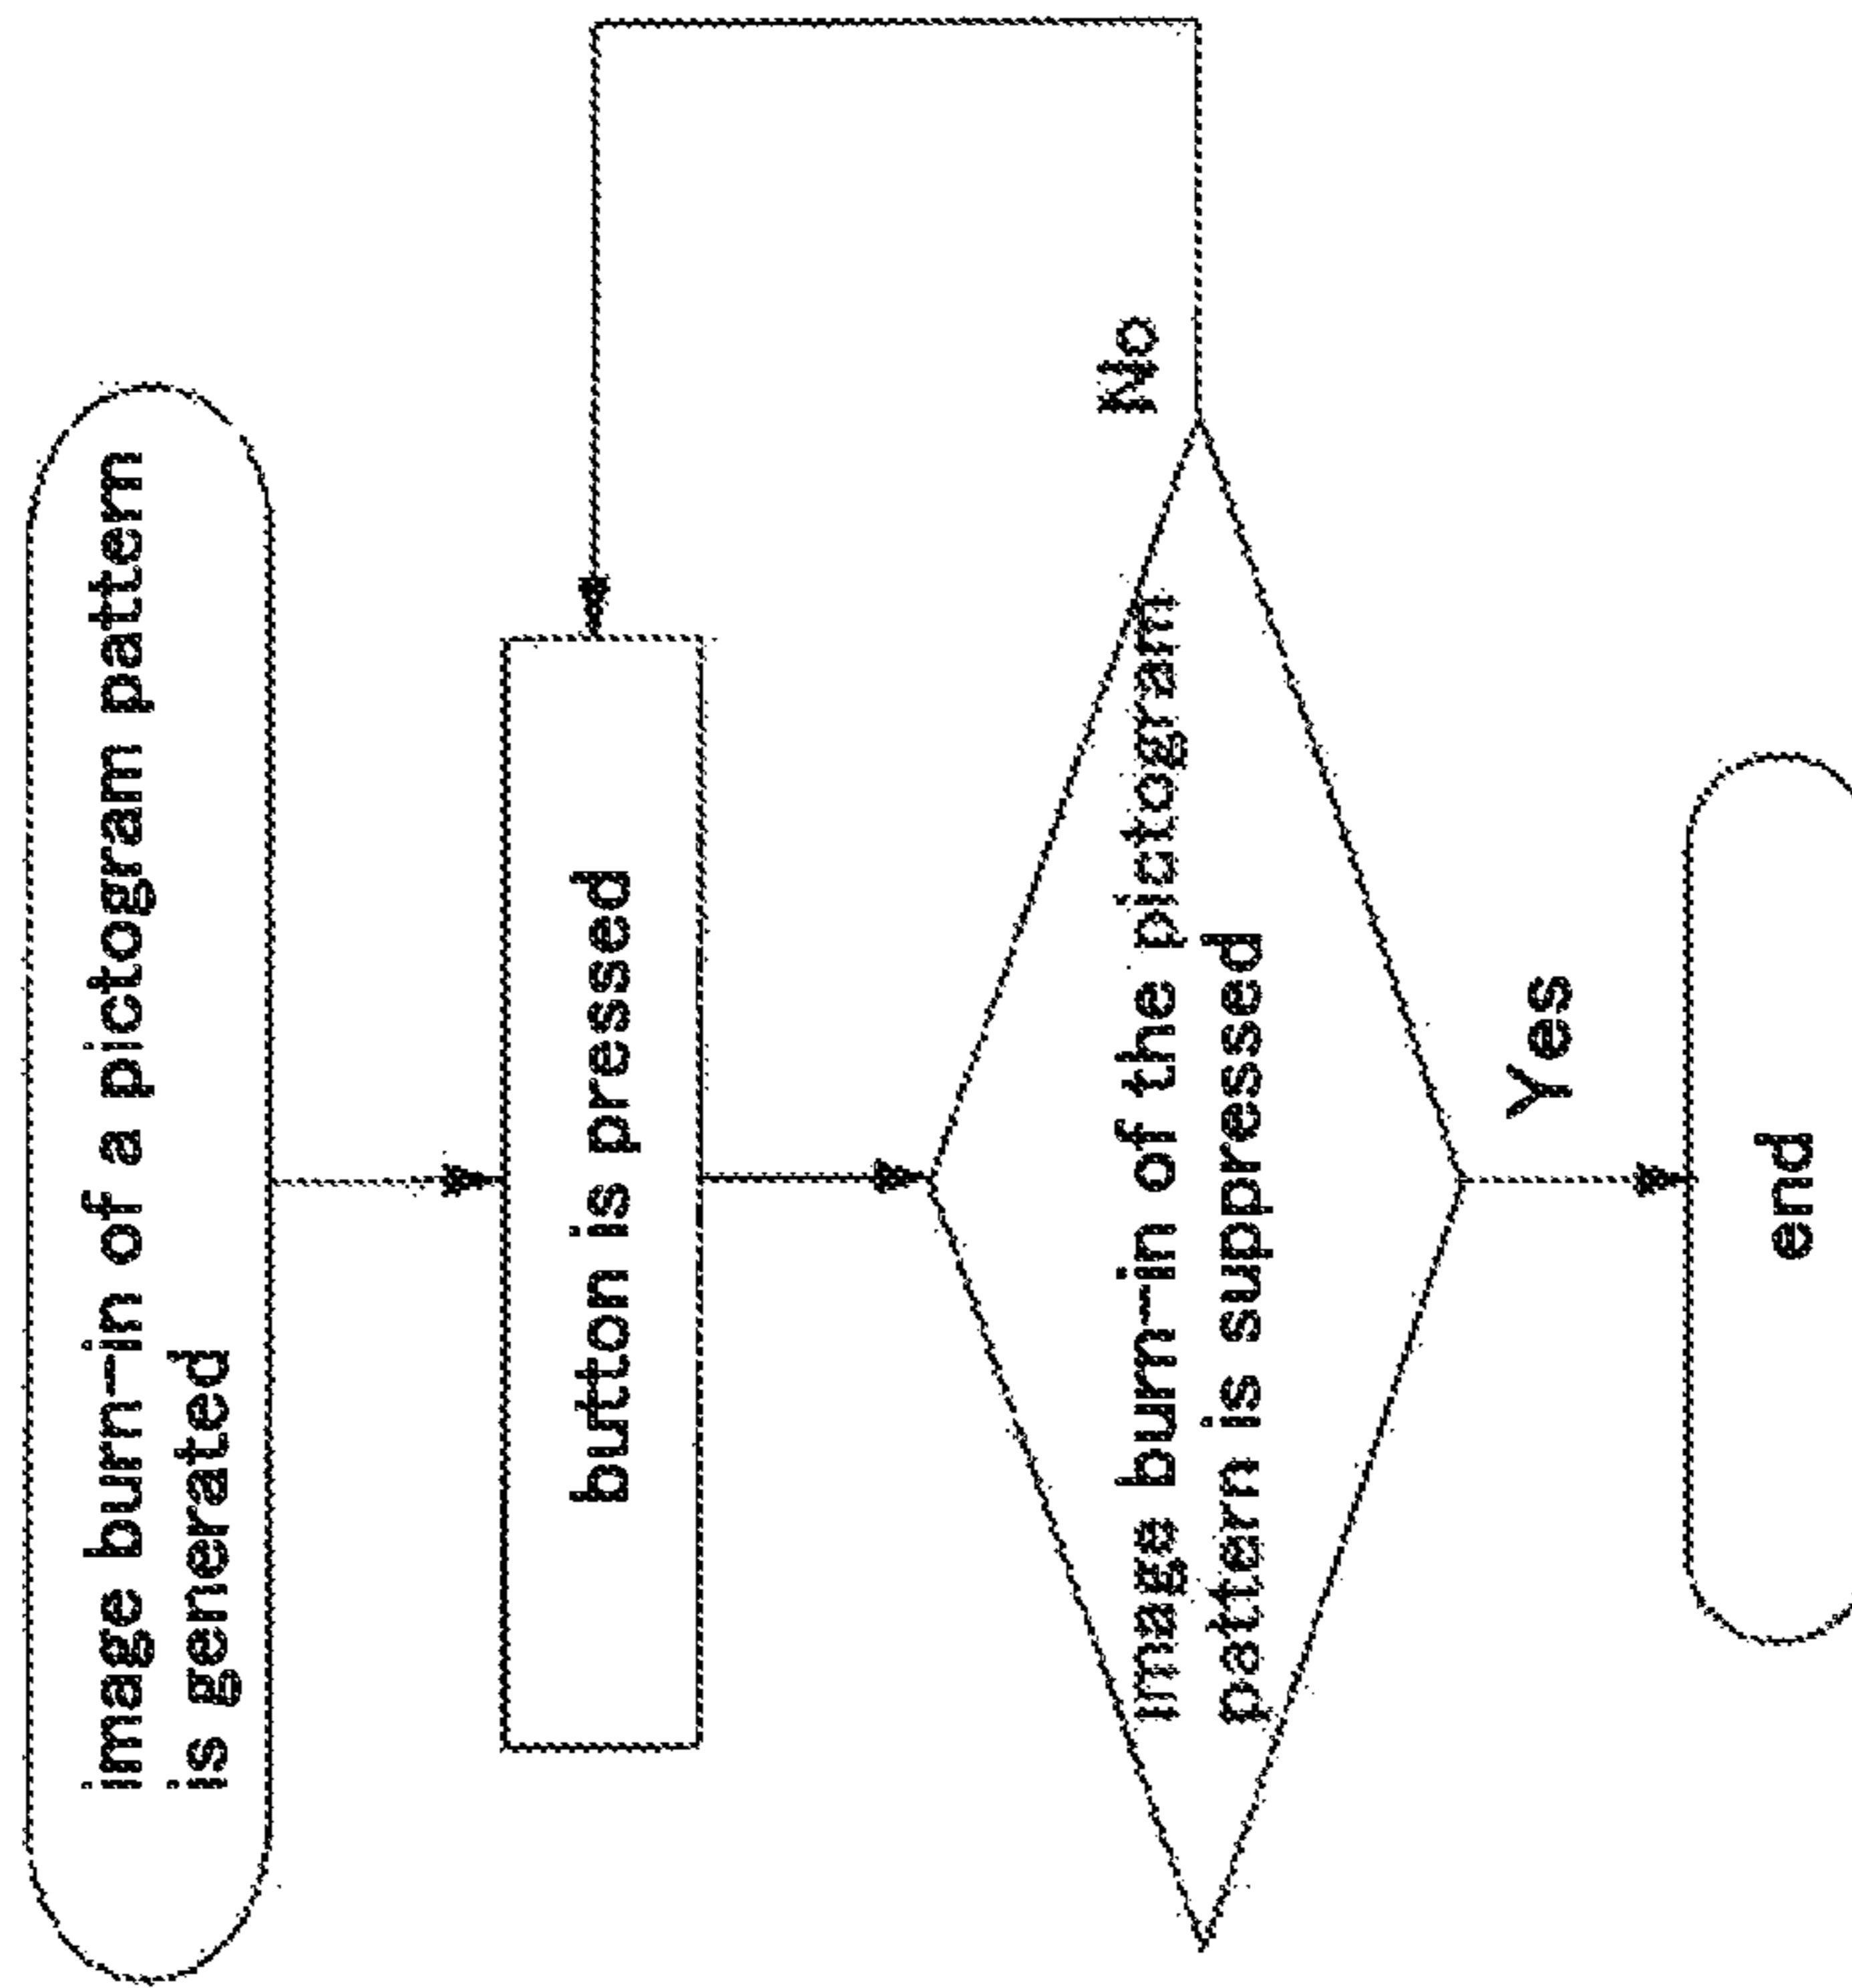 image burn-in of a pictogram pattern
is generated
button is pressed
image burn-in of the pictogram
pattern is suppressed
No
Yes
end